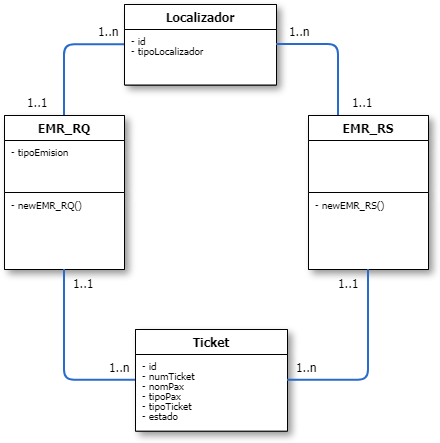 Localizador
- id
- tipoLocalizador
1..n
1..n
1..1
1..1
EMR_RQ
- tipoEmision
- newEMR_RQ()
EMR_RS
- newEMR_RS()
1..1
1..1
1..n
1..n
Ticket
- id
- numTicket
- nomPax
- tipoPax
- tipoTicket
- estado